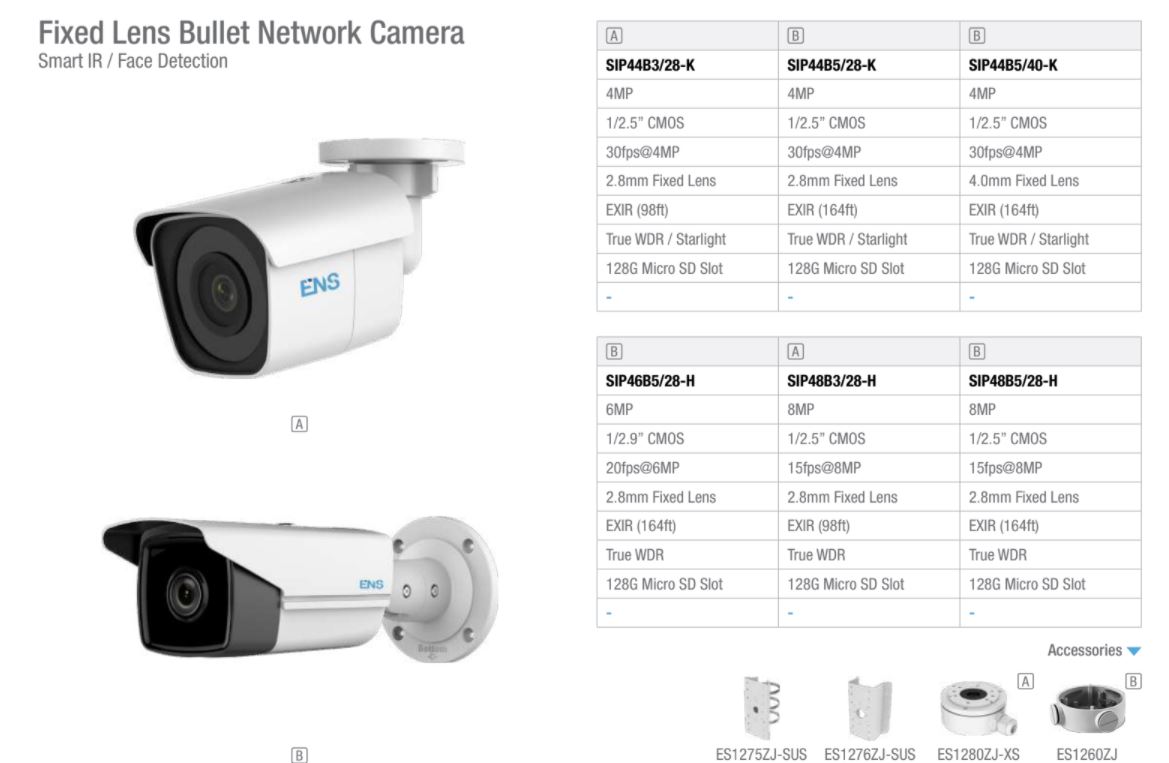 Fixed Lens Bullet Network Camera
Smart IR / Face Detection
ENS
A
ENS
Bottom
B
A B B
SIP44B3/28-K SIP44B5/28-K SIP44B5/40-K
4MP 4MP 4MP
1/2.5” CMOS 1/2.5” CMOS 1/2.5” CMOS
30fps@4MP 30fps@4MP 30fps@4MP
2.8mm Fixed Lens 2.8mm Fixed Lens 4.0mm Fixed Lens
EXIR (98ft) EXIR (164ft) EXIR (164ft)
True WDR / Starlight True WDR / Starlight True WDR / Starlight
128G Micro SD Slot 128G Micro SD Slot 128G Micro SD Slot
- - -
B A B
SIP46B5/28-H SIP48B3/28-H SIP48B5/28-H
6MP 8MP 8MP
1/2.9” CMOS 1/2.5” CMOS 1/2.5” CMOS
20fps@6MP 15fps@8MP 15fps@8MP
2.8mm Fixed Lens 2.8mm Fixed Lens 2.8mm Fixed Lens
EXIR (164ft) EXIR (98ft) EXIR (164ft)
True WDR True WDR True WDR
128G Micro SD Slot 128G Micro SD Slot 128G Micro SD Slot
- - -
Accessories
A B
ES1275ZJ-SUS ES1276ZJ-SUS ES1280ZJ-XS ES1260ZJ